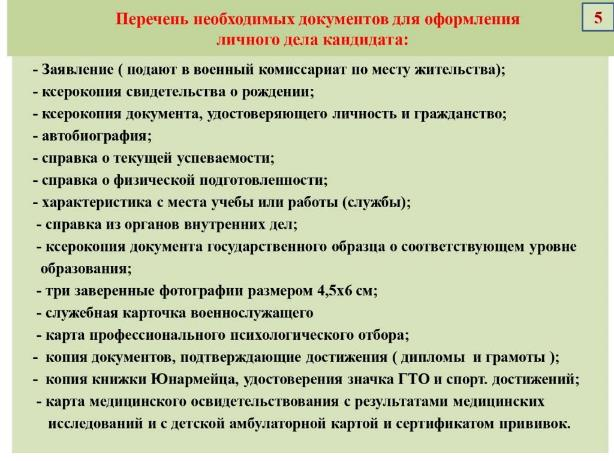 Перечень необходимых документов для оформления
личного дела кандидата:
5
- Заявление ( подают в военный комиссариат по месту жительства);
- ксерокопия свидетельства о рождении;
- ксерокопия документа, удостоверяющего личность и гражданство;
- автобиография;
- справка о текущей успеваемости;
- справка о физической подготовленности;
- характеристика с места учебы или работы (службы);
- справка из органов внутренних дел;
- ксерокопия документа государственного образца о соответствующем уровне
образования;
- три заверенные фотографии размером 4,5х6 см;
- служебная карточка военнослужащего
- карта профессионального психологического отбора;
- копия документов, подтверждающие достижения ( дипломы и грамоты );
- копия книжки Юнармейца, удостоверения значка ГТО и спорт. достижений;
- карта медицинского освидетельствования с результатами медицинских
исследований и с детской амбулаторной картой и сертификатом прививок.